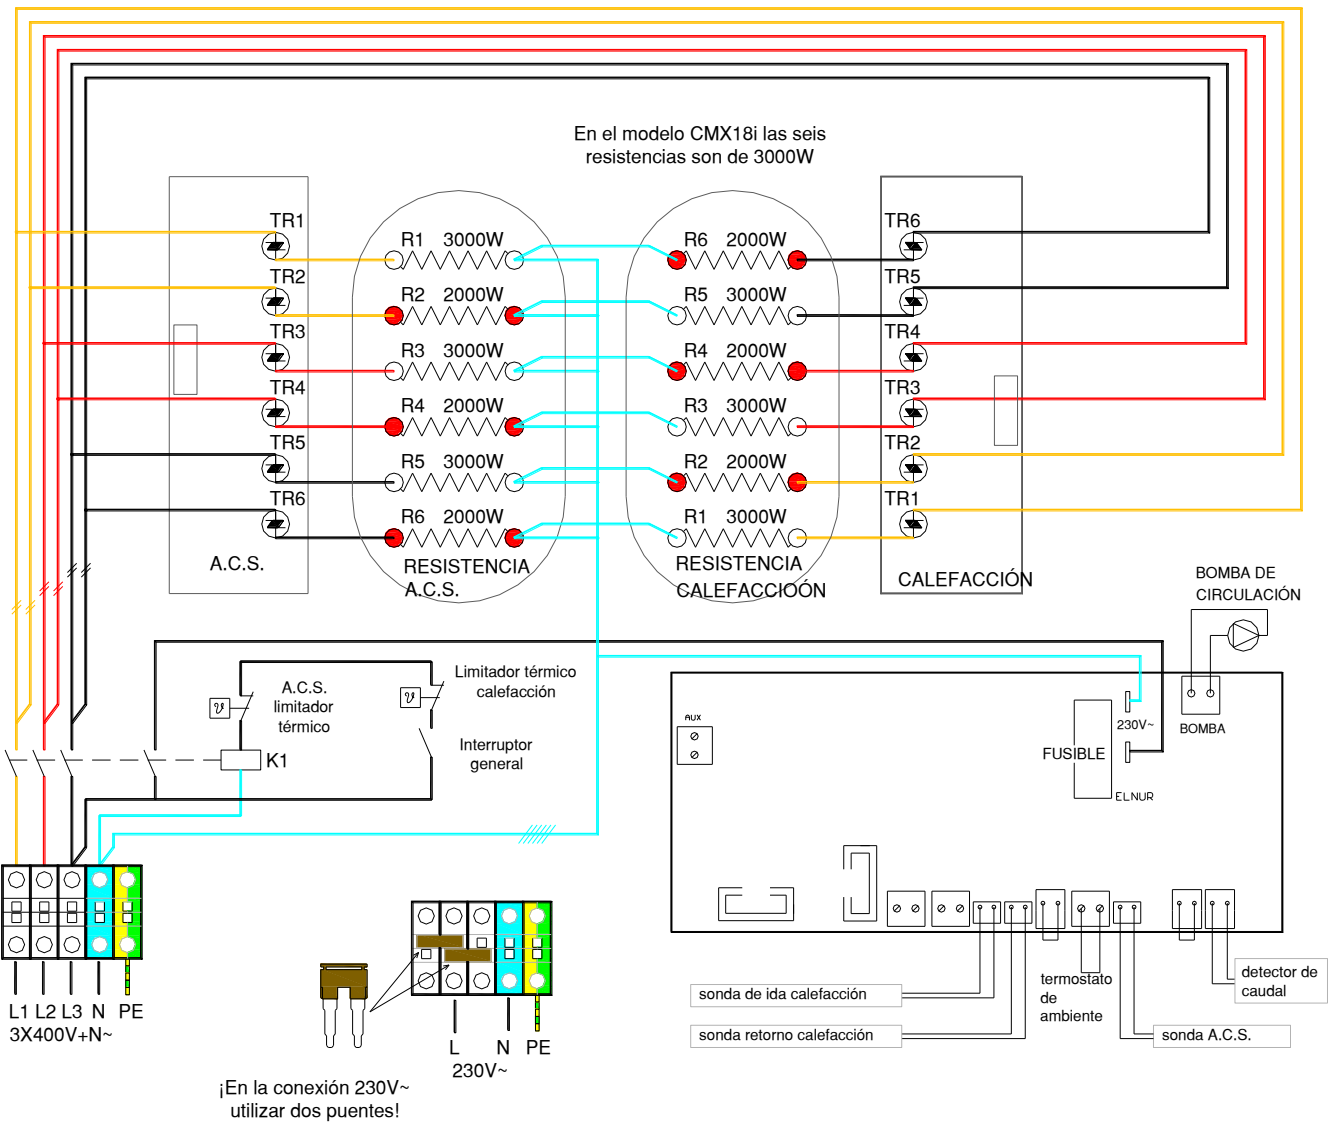 En el modelo CMX18i las seis
resistencias son de 3000W
TR1
TR2
TR3
TR4
TR5
TR6
A.C.S.
R1 3000W
R2 2000W
R3 3000W
R4 2000W
R5 3000W
R6 2000W
RESISTENCIA
A.C.S.
R6 2000W
R5 3000W
R4 2000W
R3 3000W
R2 2000W
R1 3000W
RESISTENCIA
CALEFACCIOÓN
TR6
TR5
TR4
TR3
TR2
TR1
CALEFACCIÓN
BOMBA DE
CIRCULACIÓN
A.C.S.
limitador
térmico
Limitador térmico
calefacción
Interruptor
general
K1
AUX
FUSIBLE
230V~
BOMBA
ELNUR
L1 L2 L3 N PE
3X400V+N~
L N PE
230V~
¡En la conexión 230V~
utilizar dos puentes!
sonda de ida calefacción
sonda retorno calefacción
termostato
de
ambiente
sonda A.C.S.
detector de
caudal